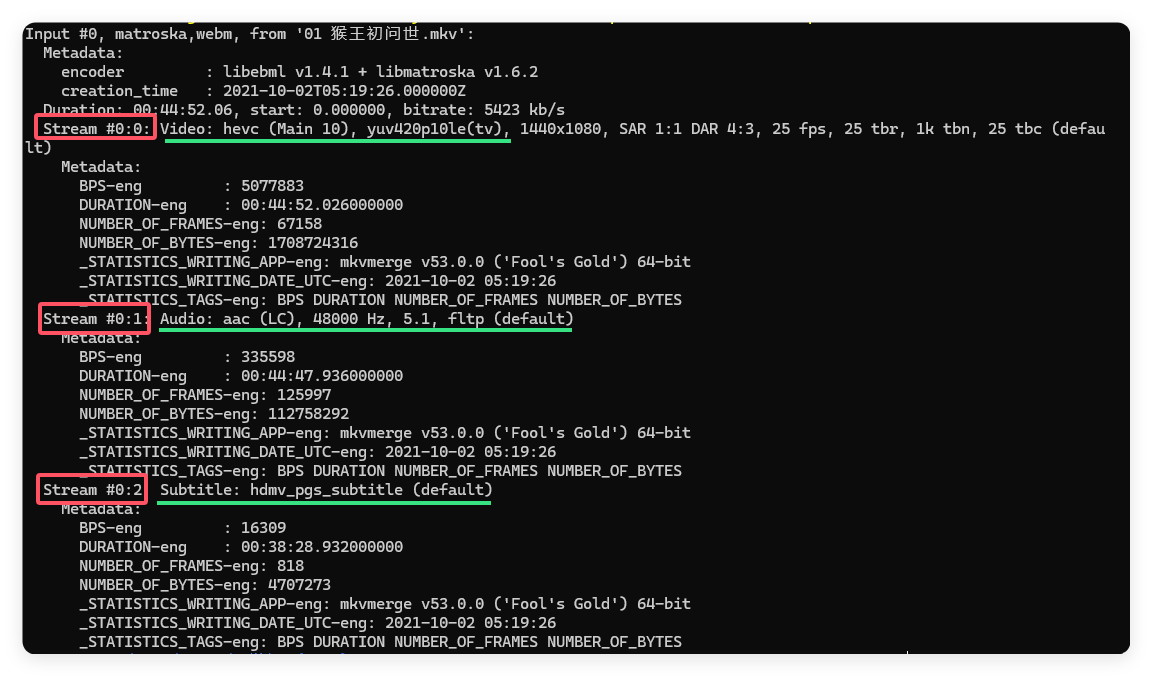 Input #0, matroska,webm, from '01 猴王初问世.mkv':
Metadata:
encoder : libebml v1.4.1 + libmatroska v1.6.2
creation_time : 2021-10-02T05:19:26.000000Z
Duration: 00:44:52.06, start: 0.000000, bitrate: 5423 kb/s
Stream #0:0: Video: hevc (Main 10), yuv420p10le(tv), 1440x1080, SAR 1:1 DAR 4:3, 25 fps, 25 tbr, 1k tbn, 25 tbc (defau
lt)
Metadata:
BPS-eng : 5077883
DURATION-eng : 00:44:52.026000000
NUMBER_OF_FRAMES-eng: 67158
NUMBER_OF_BYTES-eng: 1708724316
_STATISTICS_WRITING_APP-eng: mkvmerge v53.0.0 ('Fool's Gold') 64-bit
_STATISTICS_WRITING_DATE_UTC-eng: 2021-10-02 05:19:26
_STATISTICS_TAGS-eng: BPS DURATION NUMBER_OF_FRAMES NUMBER_OF_BYTES
Stream #0:1: Audio: aac (LC), 48000 Hz, 5.1, fltp (default)
Metadata:
BPS-eng : 335598
DURATION-eng : 00:44:47.936000000
NUMBER_OF_FRAMES-eng: 125997
NUMBER_OF_BYTES-eng: 112758292
_STATISTICS_WRITING_APP-eng: mkvmerge v53.0.0 ('Fool's Gold') 64-bit
_STATISTICS_WRITING_DATE_UTC-eng: 2021-10-02 05:19:26
_STATISTICS_TAGS-eng: BPS DURATION NUMBER_OF_FRAMES NUMBER_OF_BYTES
Stream #0:2 Subtitle: hdmv_pgs_subtitle (default)
Metadata:
BPS-eng : 16309
DURATION-eng : 00:38:28.932000000
NUMBER_OF_FRAMES-eng: 818
NUMBER_OF_BYTES-eng: 4707273
_STATISTICS_WRITING_APP-eng: mkvmerge v53.0.0 ('Fool's Gold') 64-bit
_STATISTICS_WRITING_DATE_UTC-eng: 2021-10-02 05:19:26
_STATISTICS_TAGS-eng: BPS DURATION NUMBER_OF_FRAMES NUMBER_OF_BYTES